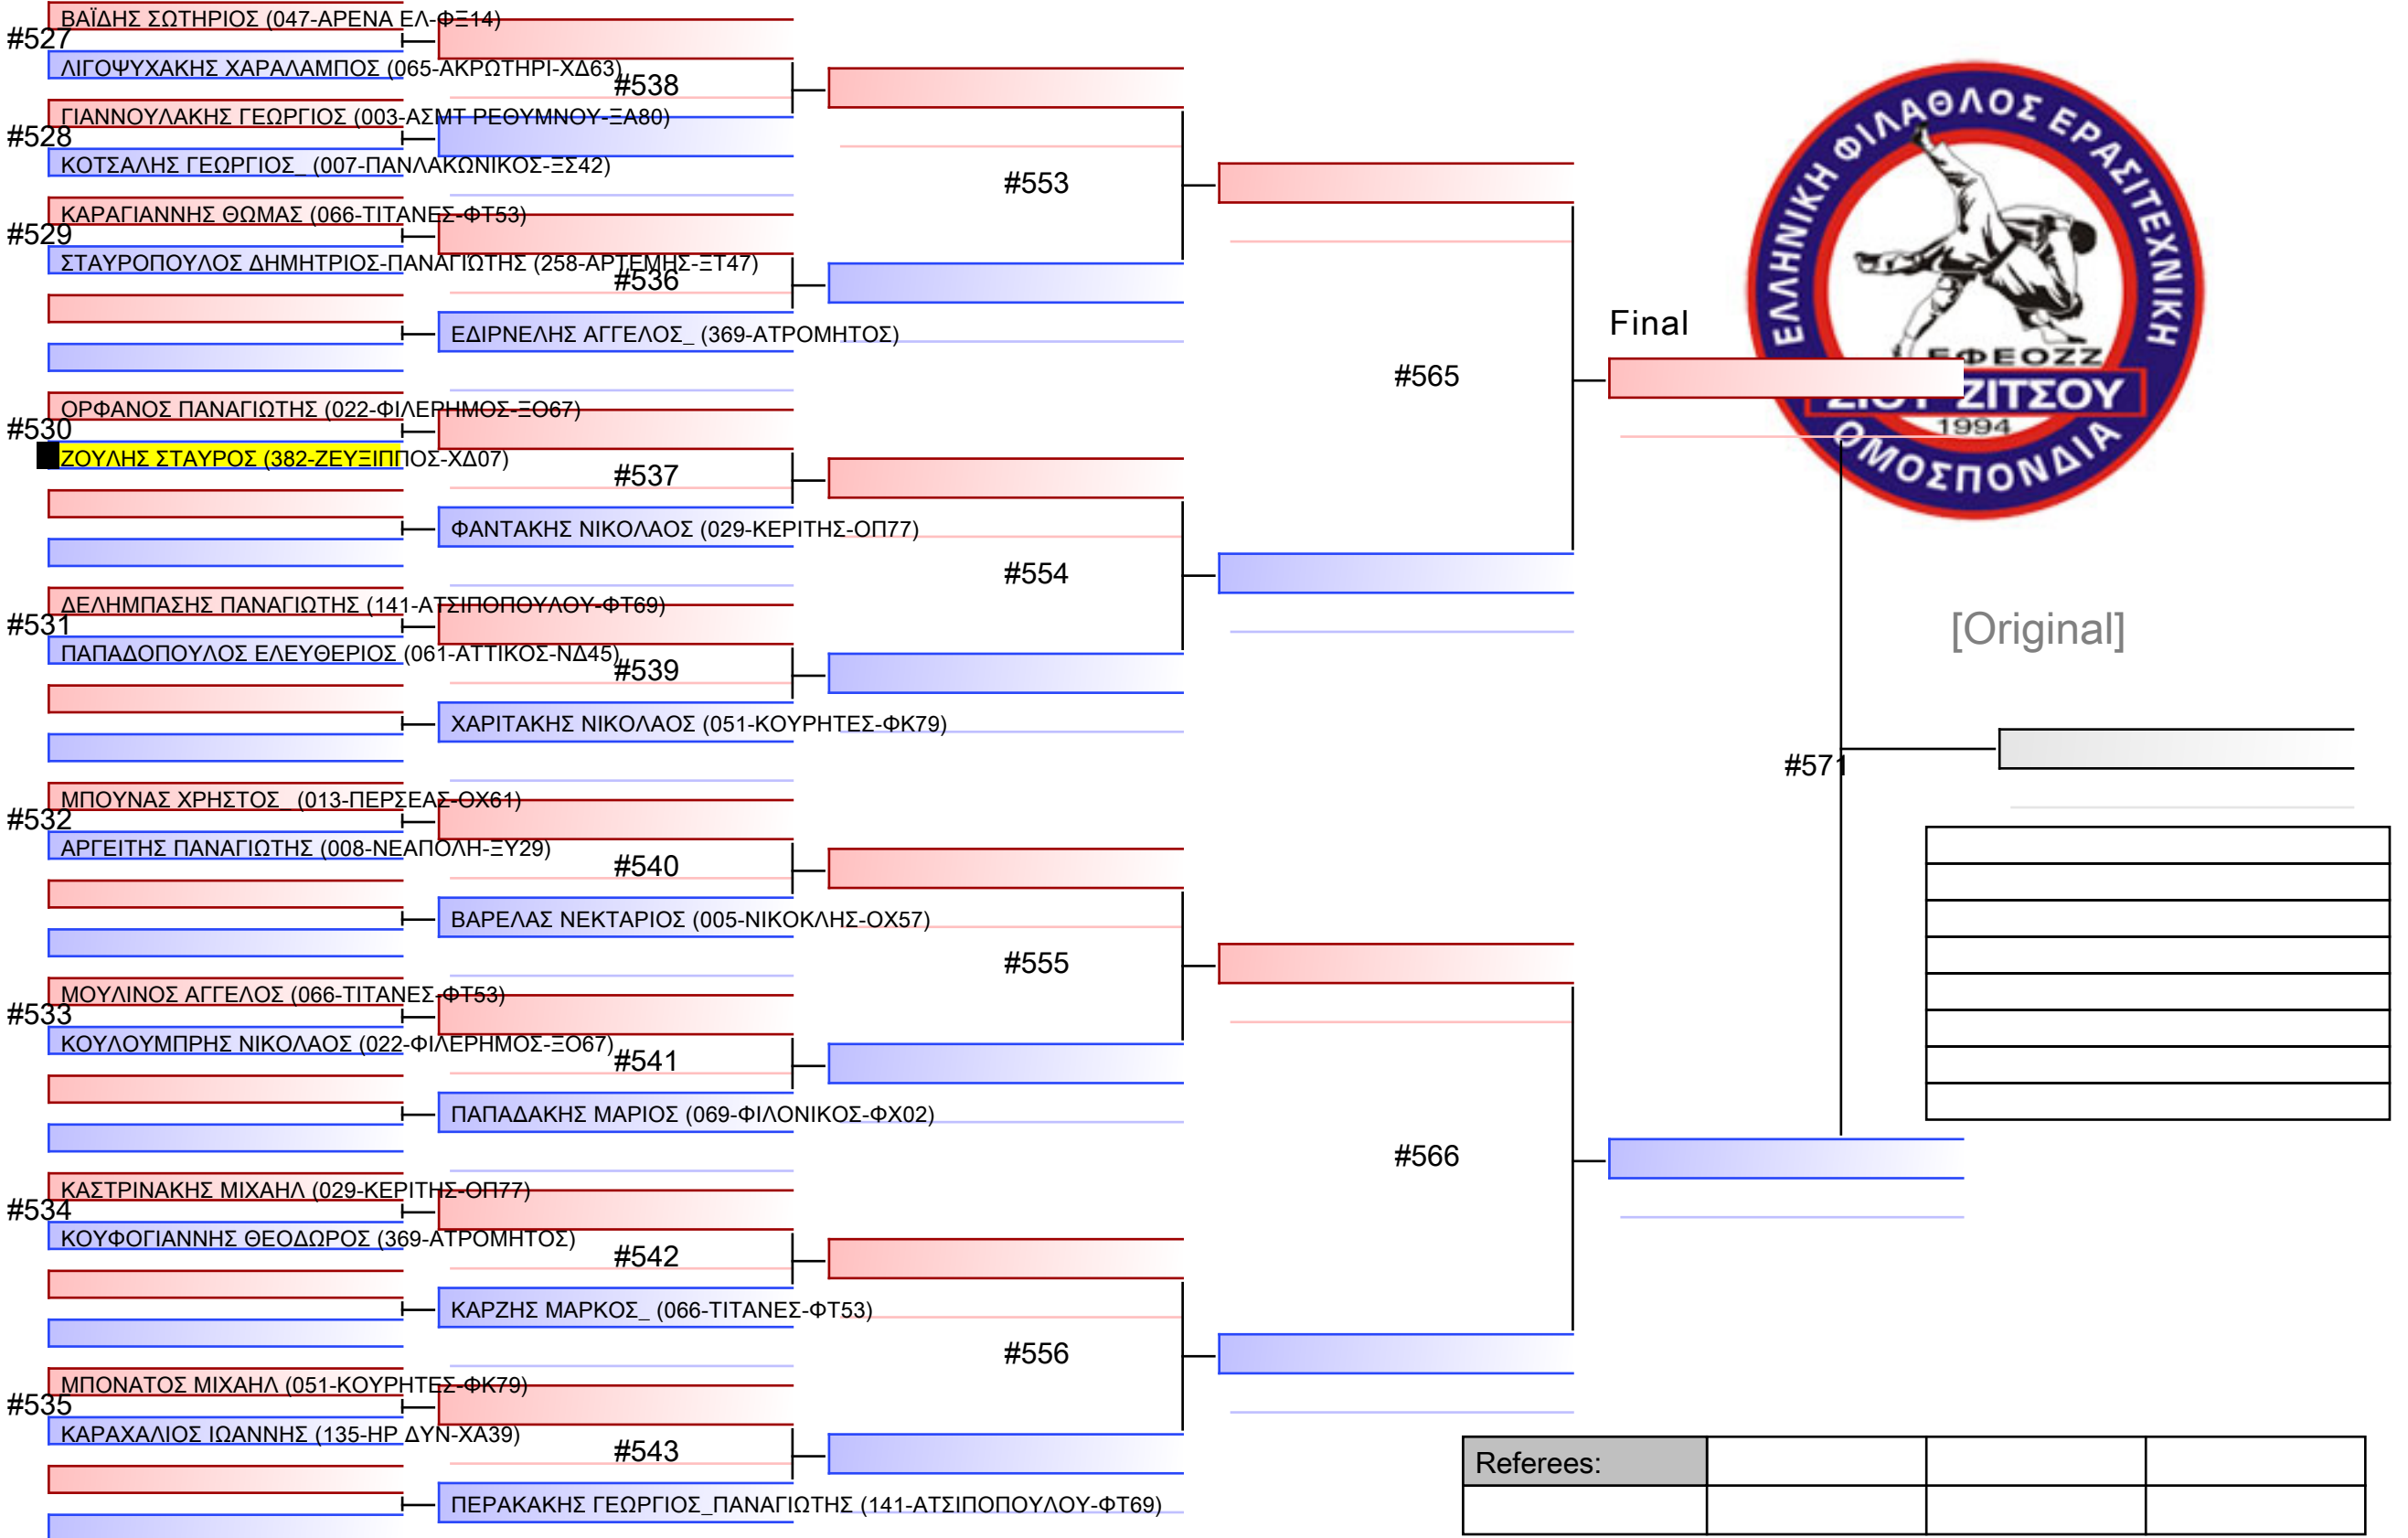 ΒΑΪΔΗΣ ΣΩΤΗΡΙΟΣ (047-ΑΡΕΝΑ ΕΛ-ΦΞ14)
#527
ΛΙΓΟΨΥΧΑΚΗΣ ΧΑΡΑΛΑΜΠΟΣ (065-ΑΚΡΩΤΗΡΙ-ΧΔ63)
#538
ΓΙΑΝΝΟΥΛΑΚΗΣ ΓΕΩΡΓΙΟΣ (003-ΑΣΜΤ ΡΕΘΥΜΝΟΥ-ΞΑ80)
#528
ΚΟΤΣΑΛΗΣ ΓΕΩΡΓΙΟΣ_ (007-ΠΑΝΛΑΚΩΝΙΚΟΣ-ΞΣ42)
#553
ΚΑΡΑΓΙΑΝΝΗΣ ΘΩΜΑΣ (066-ΤΙΤΑΝΕΣ-ΦΤ53)
#529
ΣΤΑΥΡΟΠΟΥΛΟΣ ΔΗΜΗΤΡΙΟΣ-ΠΑΝΑΓΙΩΤΗΣ (258-ΑΡΤΕΜΗΣ-ΞΤ47)
#536
ΕΔΙΡΝΕΛΗΣ ΑΓΓΕΛΟΣ_ (369-ΑΤΡΟΜΗΤΟΣ)
#565
Final
ΕΛΛΗΝΙΚΗ ΦΙΛΑΘΛΟΣ ΕΡΑΣΙΤΕΧΝΙΚΗ
ΕΦΕΟΖΖ
ΖΙΟΥ ΖΙΤΣΟΥ
1994
ΟΜΟΣΠΟΝΔΙΑ
ΟΡΦΑΝΟΣ ΠΑΝΑΓΙΩΤΗΣ (022-ΦΙΛΕΡΗΜΟΣ-ΞΟ67)
#530
ΖΟΥΛΗΣ ΣΤΑΥΡΟΣ (382-ΖΕΥΞΙΠΠΟΣ-ΧΔ07)
#537
ΦΑΝΤΑΚΗΣ ΝΙΚΟΛΑΟΣ (029-ΚΕΡΙΤΗΣ-ΟΠ77)
#554
ΔΕΛΗΜΠΑΣΗΣ ΠΑΝΑΓΙΩΤΗΣ (141-ΑΤΣΙΠΟΠΟΥΛΟΥ-ΦΤ69)
#531
[Original]
ΠΑΠΑΔΟΠΟΥΛΟΣ ΕΛΕΥΘΕΡΙΟΣ (061-ΑΤΤΙΚΟΣ-ΝΔ45)
#539
ΧΑΡΙΤΑΚΗΣ ΝΙΚΟΛΑΟΣ (051-ΚΟΥΡΗΤΕΣ-ΦΚ79)
#571
ΜΠΟΥΝΑΣ ΧΡΗΣΤΟΣ_ (013-ΠΕΡΣΕΑΣ-ΟΧ61)
#532
ΑΡΓΕΙΤΗΣ ΠΑΝΑΓΙΩΤΗΣ (008-ΝΕΑΠΟΛΗ-ΞΥ29)
#540
ΒΑΡΕΛΑΣ ΝΕΚΤΑΡΙΟΣ (005-ΝΙΚΟΚΛΗΣ-ΟΧ57)
#555
ΜΟΥΛΙΝΟΣ ΑΓΓΕΛΟΣ (066-ΤΙΤΑΝΕΣ-ΦΤ53)
#533
ΚΟΥΛΟΥΜΠΡΗΣ ΝΙΚΟΛΑΟΣ (022-ΦΙΛΕΡΗΜΟΣ-ΞΟ67)
#541
ΠΑΠΑΔΑΚΗΣ ΜΑΡΙΟΣ (069-ΦΙΛΟΝΙΚΟΣ-ΦΧ02)
#566
ΚΑΣΤΡΙΝΑΚΗΣ ΜΙΧΑΗΛ (029-ΚΕΡΙΤΗΣ-ΟΠ77)
#534
ΚΟΥΦΟΓΙΑΝΝΗΣ ΘΕΟΔΩΡΟΣ (369-ΑΤΡΟΜΗΤΟΣ)
#542
ΚΑΡΖΗΣ ΜΑΡΚΟΣ_ (066-ΤΙΤΑΝΕΣ-ΦΤ53)
#556
ΜΠΟΝΑΤΟΣ ΜΙΧΑΗΛ (051-ΚΟΥΡΗΤΕΣ-ΦΚ79)
#535
ΚΑΡΑΧΑΛΙΟΣ ΙΩΑΝΝΗΣ (135-ΗΡ ΔΥΝ-ΧΑ39)
#543
Referees:
ΠΕΡΑΚΑΚΗΣ ΓΕΩΡΓΙΟΣ_ΠΑΝΑΓΙΩΤΗΣ (141-ΑΤΣΙΠΟΠΟΥΛΟΥ-ΦΤ69)